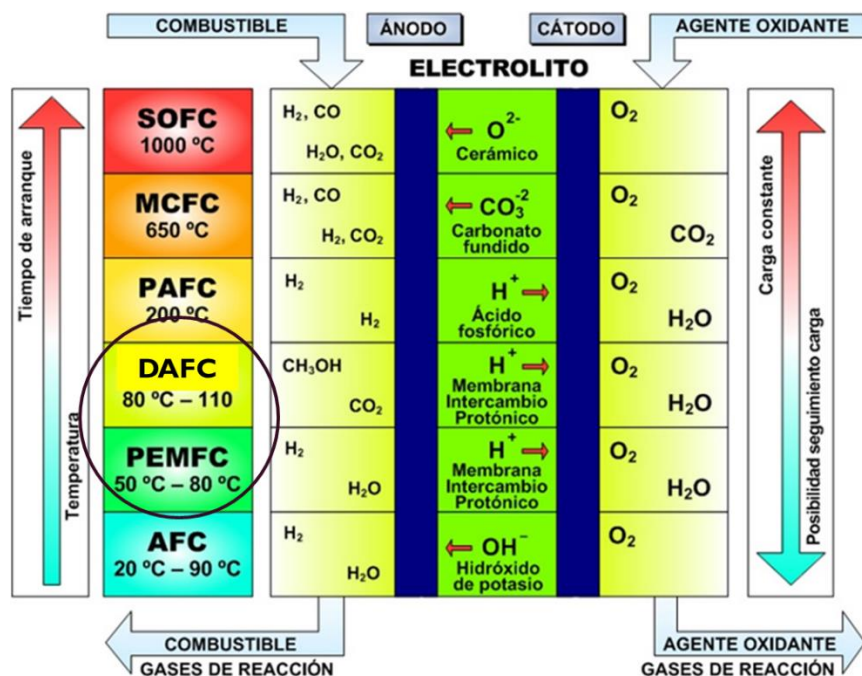 COMBUSTIBLE
ÁNODO
CÁTODO
AGENTE OXIDANTE
ELECTROLITO
Tiempo de arranque
Temperatura
SOFC
1000 ºC
H₂, CO
H₂O, CO₂
O²⁻
Cerámico
O₂
MCFC
650 ºC
H₂, CO
H₂, CO₂
CO₃⁻²
Carbonato
fundido
O₂
CO₂
PAFC
200 ºC
H₂
H₂
H⁺
Ácido
fosfórico
O₂
H₂O
DAFC
80 ºC – 110
CH₃OH
CO₂
H⁺
Membrana
Intercambio
Protónico
O₂
H₂O
PEMFC
50 ºC – 80 ºC
H₂
H₂O
H⁺
Membrana
Intercambio
Protónico
O₂
H₂O
AFC
20 ºC – 90 ºC
H₂
H₂O
OH⁻
Hidróxido
de potasio
O₂
Carga constante
Posibilidad seguimiento carga
COMBUSTIBLE
GASES DE REACCIÓN
AGENTE OXIDANTE
GASES DE REACCIÓN